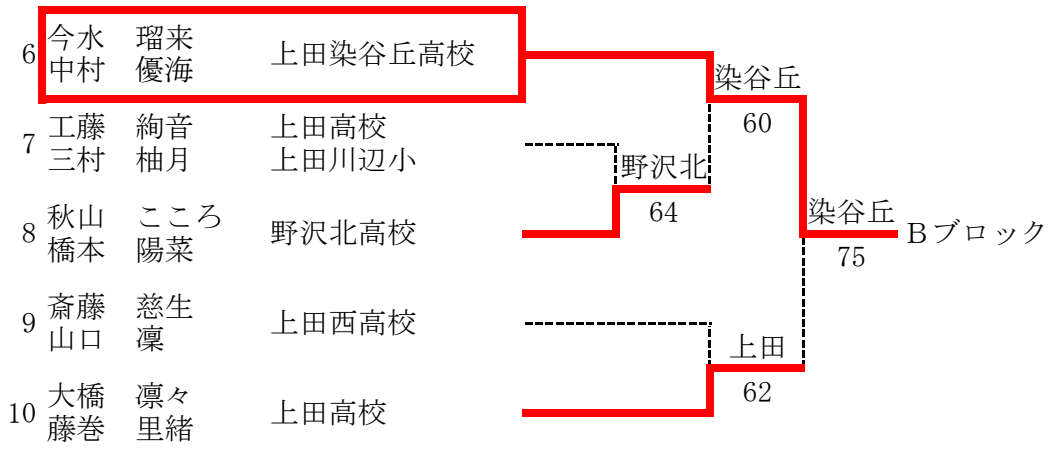 6 今水 瑠来 上田染谷丘高校
中村 優海
染谷丘
60
7 工藤 絢音 上田高校
三村 柚月 上田川辺小
野沢北
64
8 秋山 こころ 野沢北高校
橋本 陽菜
染谷丘
75
Bブロック
9 斎藤 慈生 上田西高校
山口 凜
上田
62
10 大橋 凛々 上田高校
藤巻 里緒